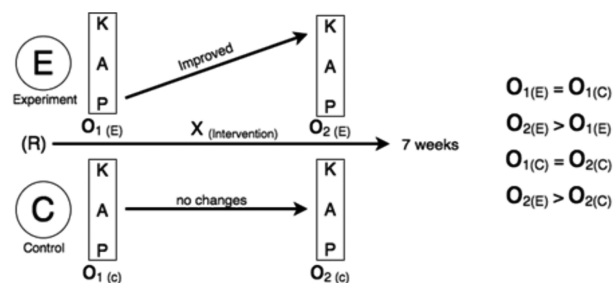 E
Experiment
K
A
P
O1 (E)
Improved
K
A
P
O2 (E)
(R)
X (Intervention)
7 weeks
C
Control
K
A
P
O1 (c)
no changes
K
A
P
O2 (c)
O1(E) = O1(C)
O2(E) > O1(E)
O1(C) = O2(C)
O2(E) > O2(C)